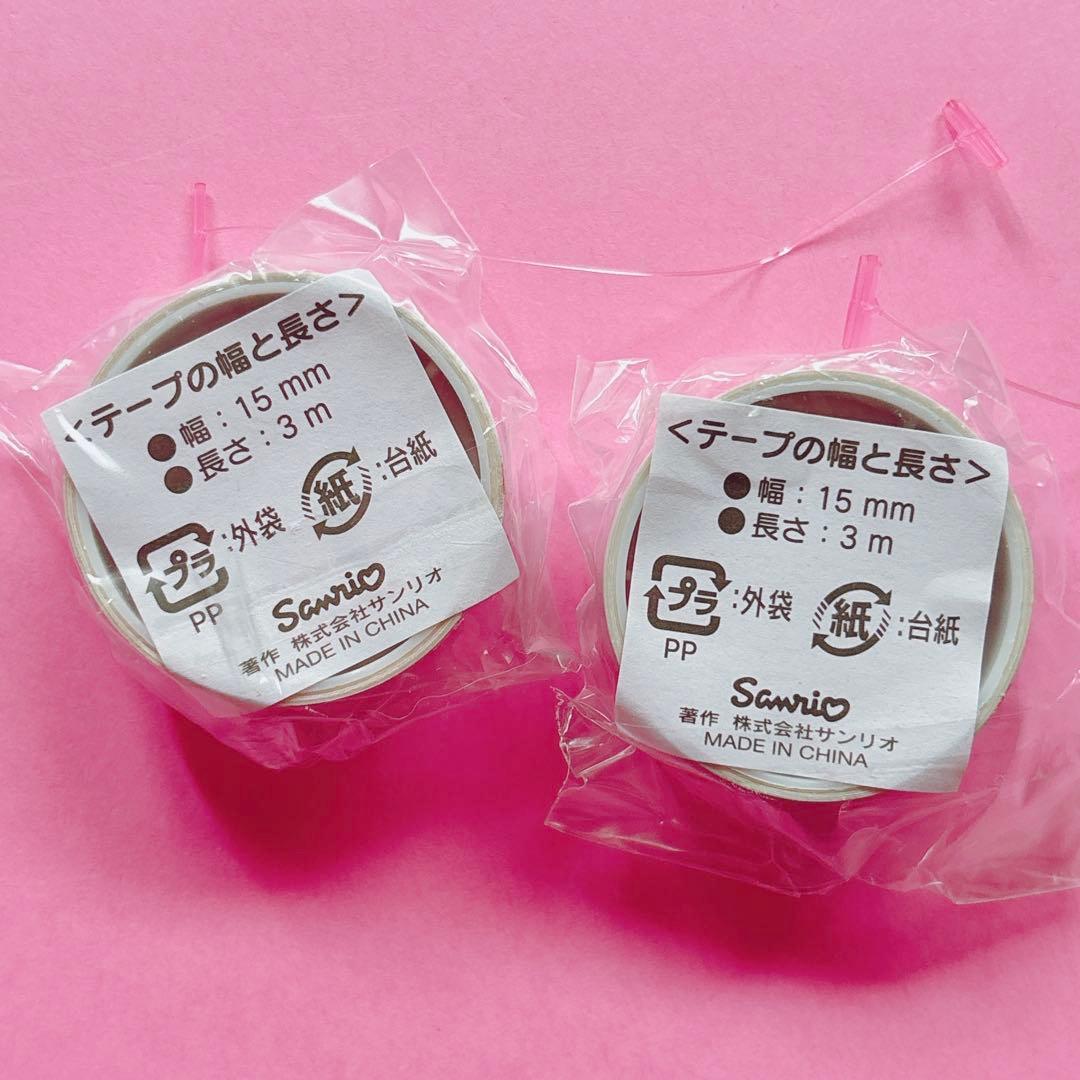 <テープの幅と長さ>
●幅：15 mm
●長さ：3 m
プラ:外袋 紙:台紙
PP
Sanrio
著作 株式会社サンリオ
MADE IN CHINA
<テープの幅と長さ>
●幅：15 mm
●長さ：3 m
プラ:外袋 紙:台紙
PP
Sanrio
著作 株式会社サンリオ
MADE IN CHINA